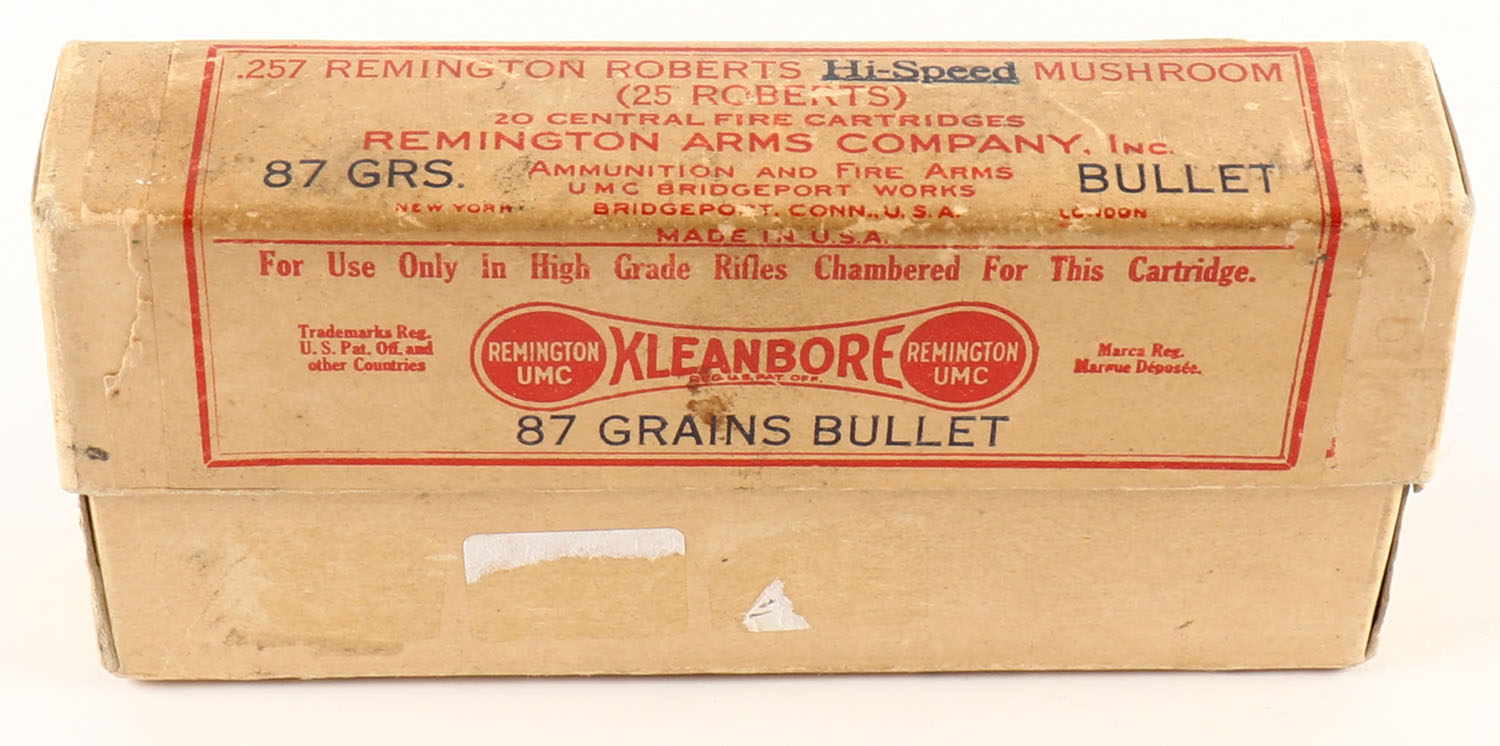 .257 REMINGTON ROBERTS Hi-Speed MUSHROOM
(25 ROBERTS)
20 CENTRAL FIRE CARTRIDGES
REMINGTON ARMS COMPANY, INC.
87 GRS. AMMUNITION AND FIRE ARMS BULLET
UMC BRIDGEPORT WORKS
NEW YORK BRIDGEPORT, CONN., U.S.A. LONDON
MADE IN U.S.A.
For Use Only In High Grade Rifles Chambered For This Cartridge.
Trademarks Reg.
U. S. Pat. Off. and
other Countries
REMINGTON
UMC
KLEANBORE
REG. U.S. PAT. OFF.
REMINGTON
UMC
Marca Reg.
Marque Déposée.
87 GRAINS BULLET